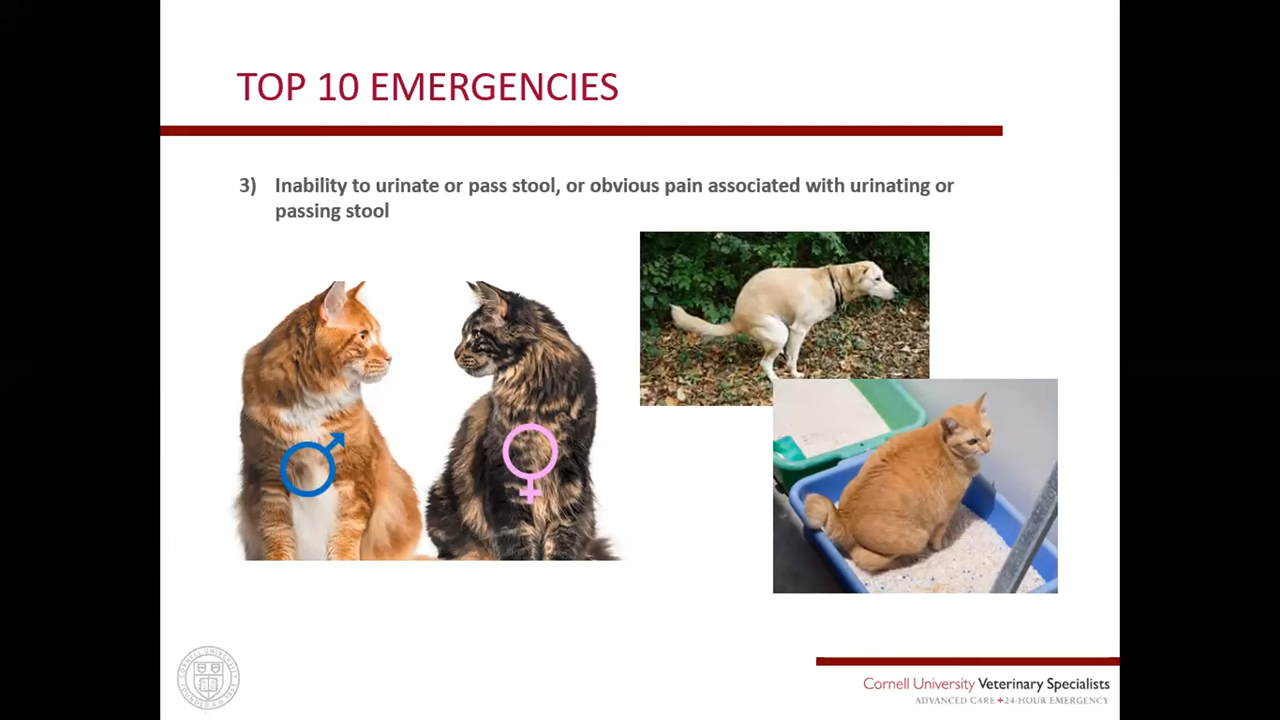 TOP 10 EMERGENCIES
3) Inability to urinate or pass stool, or obvious pain associated with urinating or
passing stool
Cornell University Veterinary Specialists
ADVANCED CARE+24-HOUR EMERGENCY